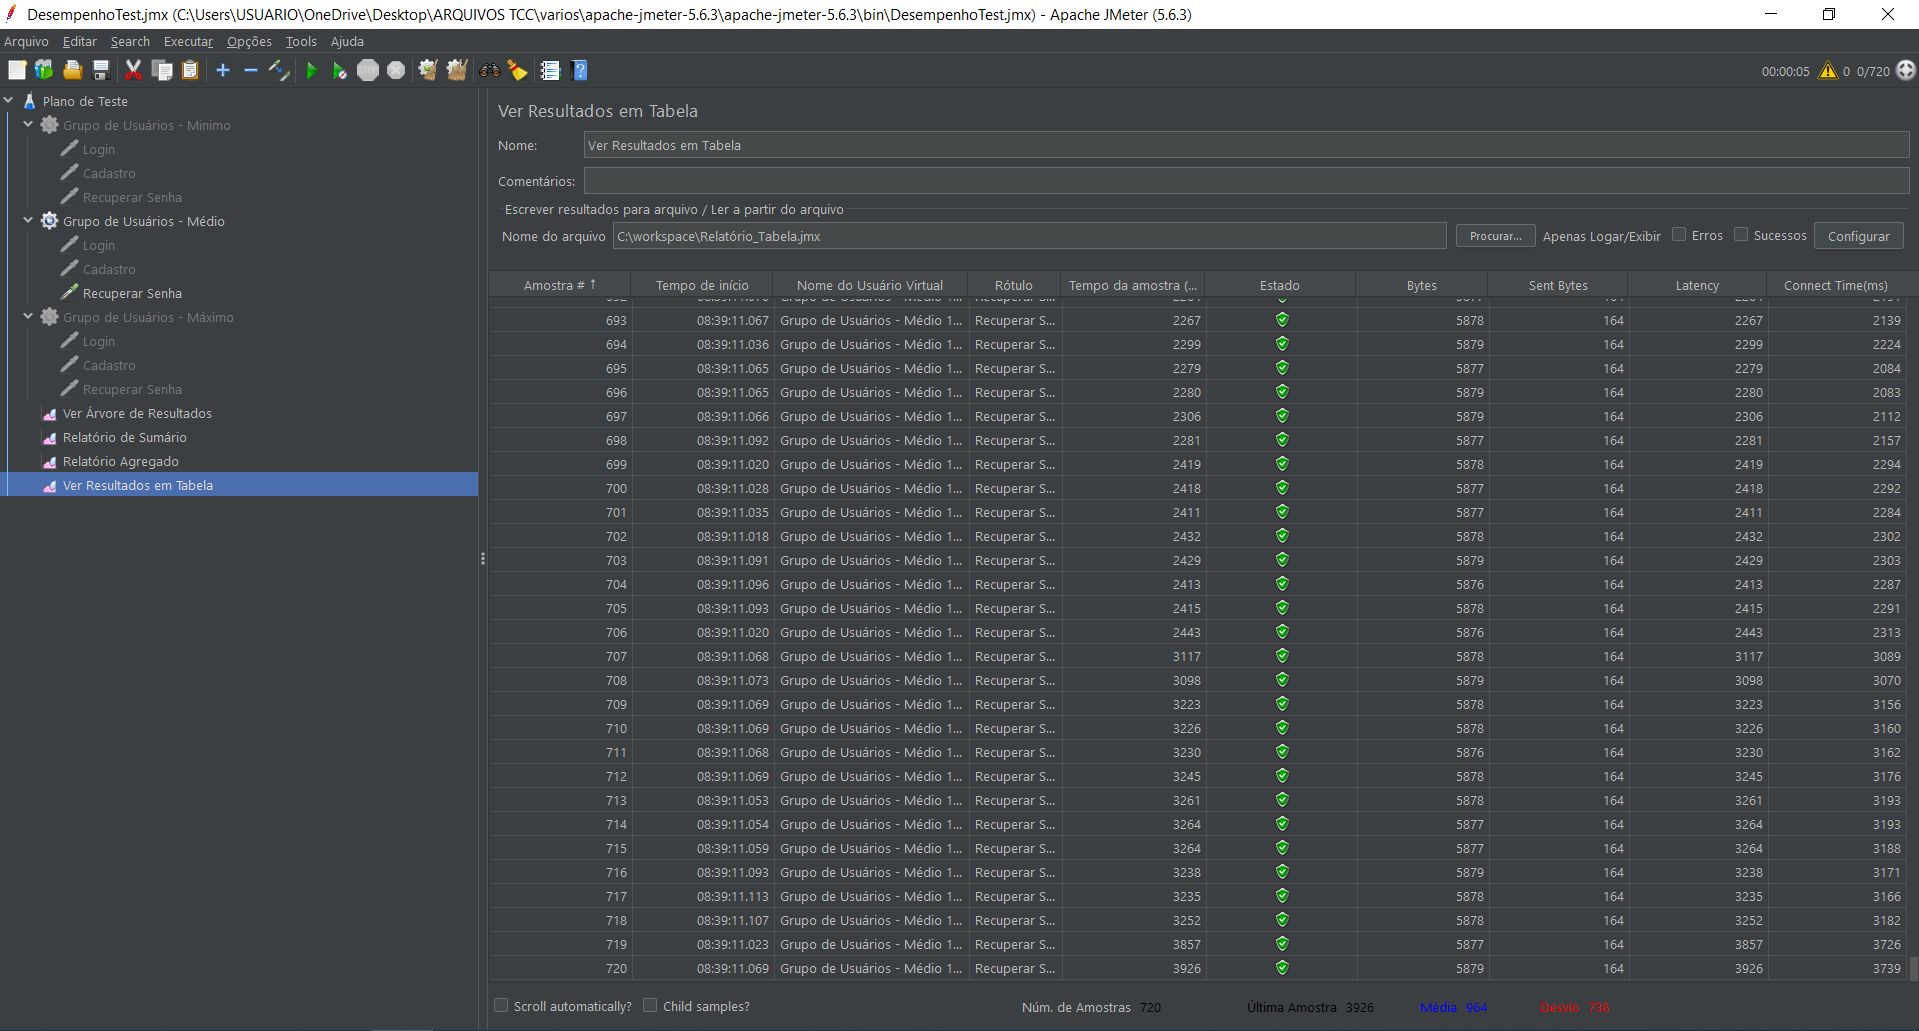 DesempenhoTest.jmx (C:\Users\USUARIO\OneDrive\Desktop\ARQUIVOS TCC\varios\apache-jmeter-5.6.3\apache-jmeter-5.6.3\bin\DesempenhoTest.jmx) - Apache JMeter (5.6.3)
Arquivo Editar Search Executar Opções Tools Ajuda
00:00:05 0 0/720
Plano de Teste
Grupo de Usuários - Minimo
Login
Cadastro
Recuperar Senha
Grupo de Usuários - Médio
Login
Cadastro
Recuperar Senha
Grupo de Usuários - Máximo
Login
Cadastro
Recuperar Senha
Ver Árvore de Resultados
Relatório de Sumário
Relatório Agregado
Ver Resultados em Tabela
Ver Resultados em Tabela
Nome: Ver Resultados em Tabela
Comentários:
Escrever resultados para arquivo / Ler a partir do arquivo
Nome do arquivo C:\workspace\Relatório_Tabela.jmx Procurar... Apenas Logar/Exibir Erros Sucessos Configurar
Amostra # ↑ Tempo de início Nome do Usuário Virtual Rótulo Tempo da amostra (... Estado Bytes Sent Bytes Latency Connect Time(ms)
693 08:39:11.067 Grupo de Usuários - Médio 1... Recuperar S... 2267 5878 164 2267 2139
694 08:39:11.036 Grupo de Usuários - Médio 1... Recuperar S... 2299 5879 164 2299 2224
695 08:39:11.065 Grupo de Usuários - Médio 1... Recuperar S... 2279 5877 164 2279 2084
696 08:39:11.065 Grupo de Usuários - Médio 1... Recuperar S... 2280 5879 164 2280 2083
697 08:39:11.066 Grupo de Usuários - Médio 1... Recuperar S... 2306 5879 164 2306 2112
698 08:39:11.092 Grupo de Usuários - Médio 1... Recuperar S... 2281 5877 164 2281 2157
699 08:39:11.020 Grupo de Usuários - Médio 1... Recuperar S... 2419 5878 164 2419 2294
700 08:39:11.028 Grupo de Usuários - Médio 1... Recuperar S... 2418 5877 164 2418 2292
701 08:39:11.035 Grupo de Usuários - Médio 1... Recuperar S... 2411 5877 164 2411 2284
702 08:39:11.018 Grupo de Usuários - Médio 1... Recuperar S... 2432 5878 164 2432 2302
703 08:39:11.091 Grupo de Usuários - Médio 1... Recuperar S... 2429 5879 164 2429 2303
704 08:39:11.096 Grupo de Usuários - Médio 1... Recuperar S... 2413 5876 164 2413 2287
705 08:39:11.093 Grupo de Usuários - Médio 1... Recuperar S... 2415 5878 164 2415 2291
706 08:39:11.020 Grupo de Usuários - Médio 1... Recuperar S... 2443 5876 164 2443 2313
707 08:39:11.068 Grupo de Usuários - Médio 1... Recuperar S... 3117 5878 164 3117 3089
708 08:39:11.073 Grupo de Usuários - Médio 1... Recuperar S... 3098 5879 164 3098 3070
709 08:39:11.069 Grupo de Usuários - Médio 1... Recuperar S... 3223 5878 164 3223 3156
710 08:39:11.069 Grupo de Usuários - Médio 1... Recuperar S... 3226 5878 164 3226 3160
711 08:39:11.068 Grupo de Usuários - Médio 1... Recuperar S... 3230 5876 164 3230 3162
712 08:39:11.069 Grupo de Usuários - Médio 1... Recuperar S... 3245 5878 164 3245 3176
713 08:39:11.053 Grupo de Usuários - Médio 1... Recuperar S... 3261 5878 164 3261 3193
714 08:39:11.054 Grupo de Usuários - Médio 1... Recuperar S... 3264 5877 164 3264 3193
715 08:39:11.059 Grupo de Usuários - Médio 1... Recuperar S... 3264 5877 164 3264 3188
716 08:39:11.093 Grupo de Usuários - Médio 1... Recuperar S... 3238 5879 164 3238 3171
717 08:39:11.113 Grupo de Usuários - Médio 1... Recuperar S... 3235 5878 164 3235 3166
718 08:39:11.107 Grupo de Usuários - Médio 1... Recuperar S... 3252 5878 164 3252 3182
719 08:39:11.023 Grupo de Usuários - Médio 1... Recuperar S... 3857 5877 164 3857 3726
720 08:39:11.069 Grupo de Usuários - Médio 1... Recuperar S... 3926 5879 164 3926 3739
Scroll automatically? Child samples? Núm. de Amostras 720 Última Amostra 3926 Média 964 Desvio 738